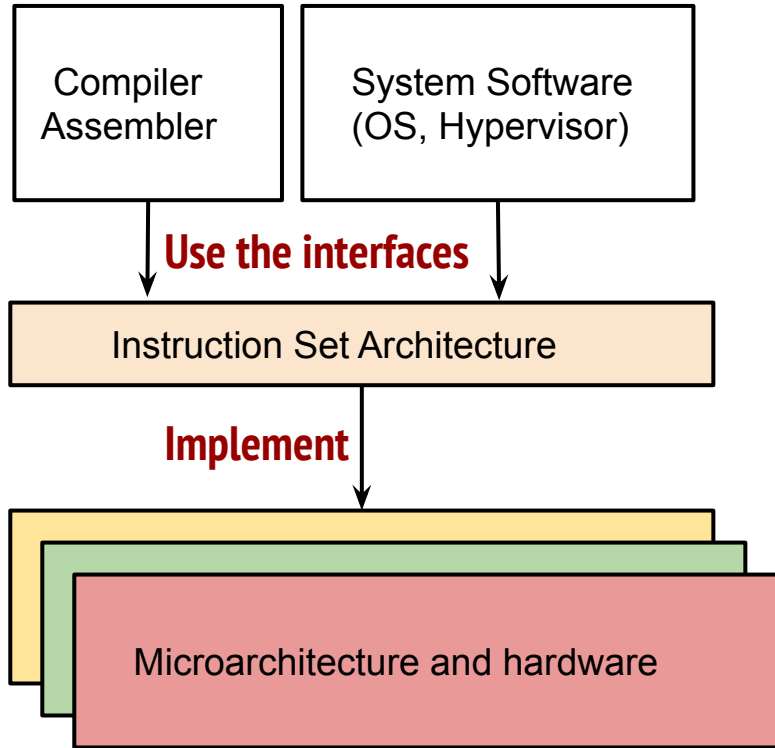 Compiler
Assembler
System Software
(OS, Hypervisor)
Use the interfaces
Instruction Set Architecture
Implement
Microarchitecture and hardware